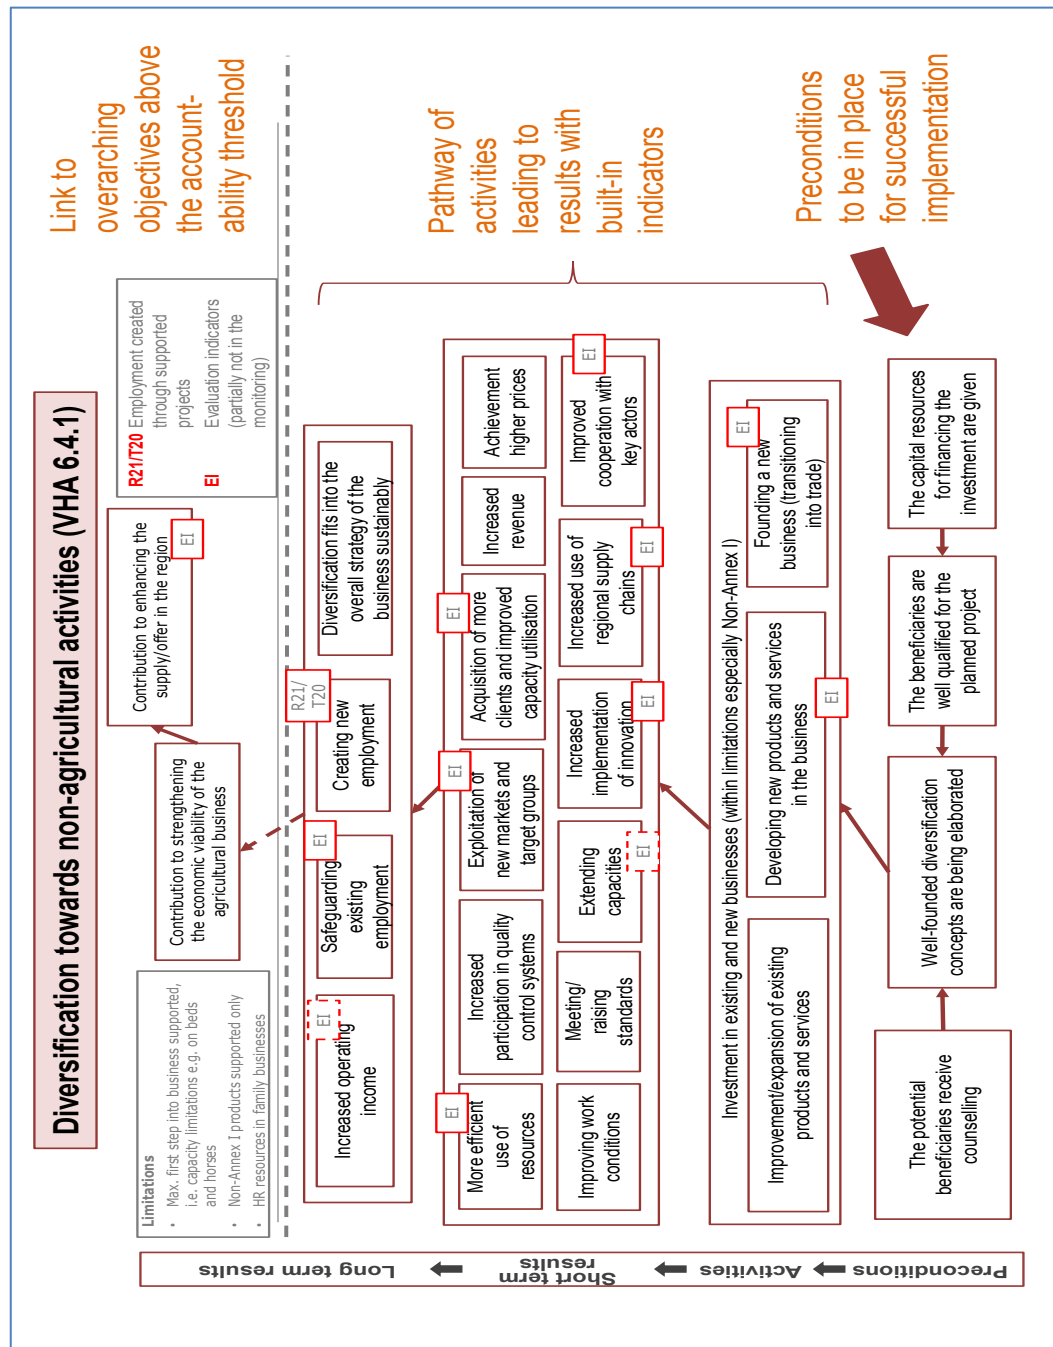 Diversification towards non-agricultural activities (VHA 6.4.1)
Limitations
• Max. first step into business supported,
i.e. capacity limitations e.g. on beds
and horses
• Non-Annex I products supported only
• HR resources in family businesses
Contribution to strengthening
the economic viability of the
agricultural business
Contribution to enhancing the
supply/offer in the region
EI
R21/T20 Employment created
through supported
projects
EI Evaluation indicators
(partially not in the
monitoring)
Link to
overarching
objectives above
the account-
ability threshold
Long term results
Increased operating
income
EI
Safeguarding
existing
employment
EI
Creating new
employment
R21/
T20
Diversification fits into the
overall strategy of the
business sustainably
Short term
results
More efficient
use of
resources
EI
Increased
participation in quality
control systems
Exploitation of
new markets and
target groups
EI
Acquisition of more
clients and improved
capacity utilisation
EI
Increased
revenue
Achievement
higher prices
Improving work
conditions
Meeting/
raising
standards
Extending
capacities
EI
Increased
implementation
of innovation
EI
Increased use of
regional supply
chains
EI
Improved
cooperation with
key actors
EI
Pathway of
activities
leading to
results with
built-in
indicators
Activities
Investment in existing and new businesses (within limitations especially Non-Annex I)
Improvement/expansion of existing
products and services
Developing new products and services
in the business
EI
Founding a new
business (transitioning
into trade)
EI
Preconditions
The potential
beneficiaries receive
counselling
Well-founded diversification
concepts are being elaborated
The beneficiaries are
well qualified for the
planned project
The capital resources
for financing the
investment are given
Preconditions
to be in place
for successful
implementation